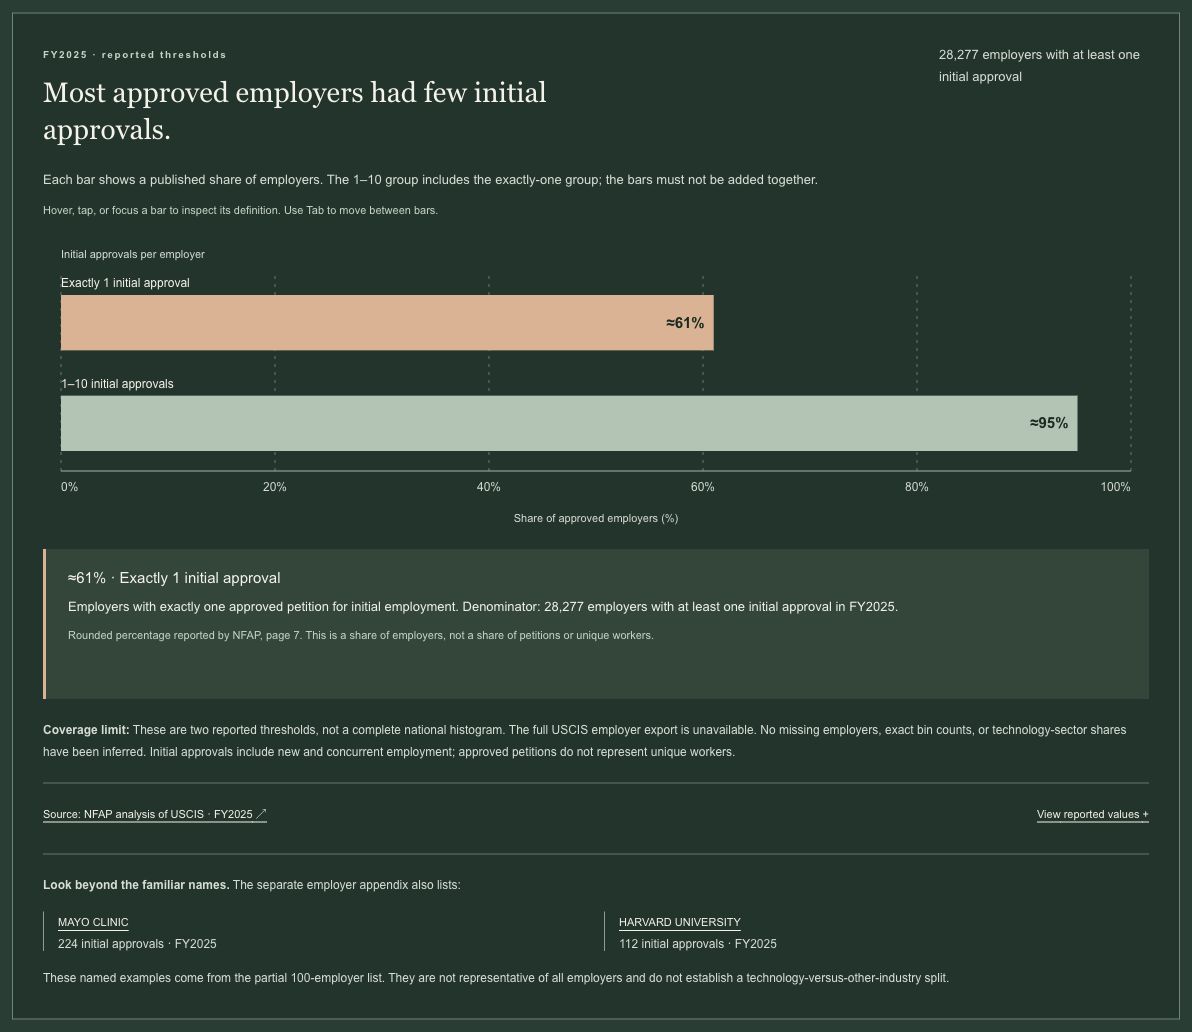 FY2025 · reported thresholds
28,277 employers with at least one
initial approval
Most approved employers had few initial
approvals.
Each bar shows a published share of employers. The 1–10 group includes the exactly-one group; the bars must not be added together.
Hover, tap, or focus a bar to inspect its definition. Use Tab to move between bars.
Initial approvals per employer
Exactly 1 initial approval
≈61%
1–10 initial approvals
≈95%
0% 20% 40% 60% 80% 100%
Share of approved employers (%)
≈61% · Exactly 1 initial approval
Employers with exactly one approved petition for initial employment. Denominator: 28,277 employers with at least one initial approval in FY2025.
Rounded percentage reported by NFAP, page 7. This is a share of employers, not a share of petitions or unique workers.
Coverage limit: These are two reported thresholds, not a complete national histogram. The full USCIS employer export is unavailable. No missing employers, exact bin counts, or technology-sector shares
have been inferred. Initial approvals include new and concurrent employment; approved petitions do not represent unique workers.
Source: NFAP analysis of USCIS · FY2025 ↗
View reported values +
Look beyond the familiar names. The separate employer appendix also lists:
MAYO CLINIC
224 initial approvals · FY2025
HARVARD UNIVERSITY
112 initial approvals · FY2025
These named examples come from the partial 100-employer list. They are not representative of all employers and do not establish a technology-versus-other-industry split.